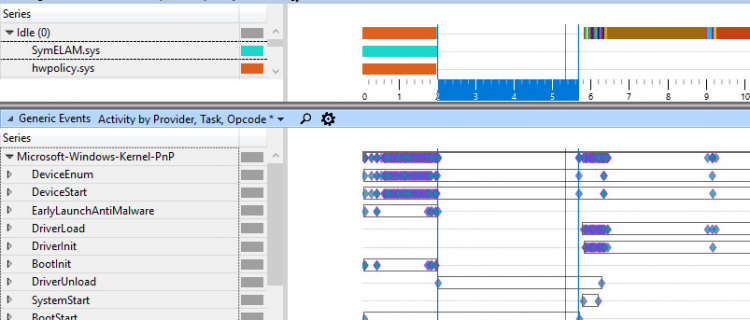 Series
Idle (0)
SymELAM.sys
hwpolicy.sys
0 1 2 3 4 5 6 7 8 9 10
Generic Events Activity by Provider, Task, Opcode *
Series
Microsoft-Windows-Kernel-PnP
DeviceEnum
DeviceStart
EarlyLaunchAntiMalware
DriverLoad
DriverInit
BootInit
DriverUnload
SystemStart
BootStart